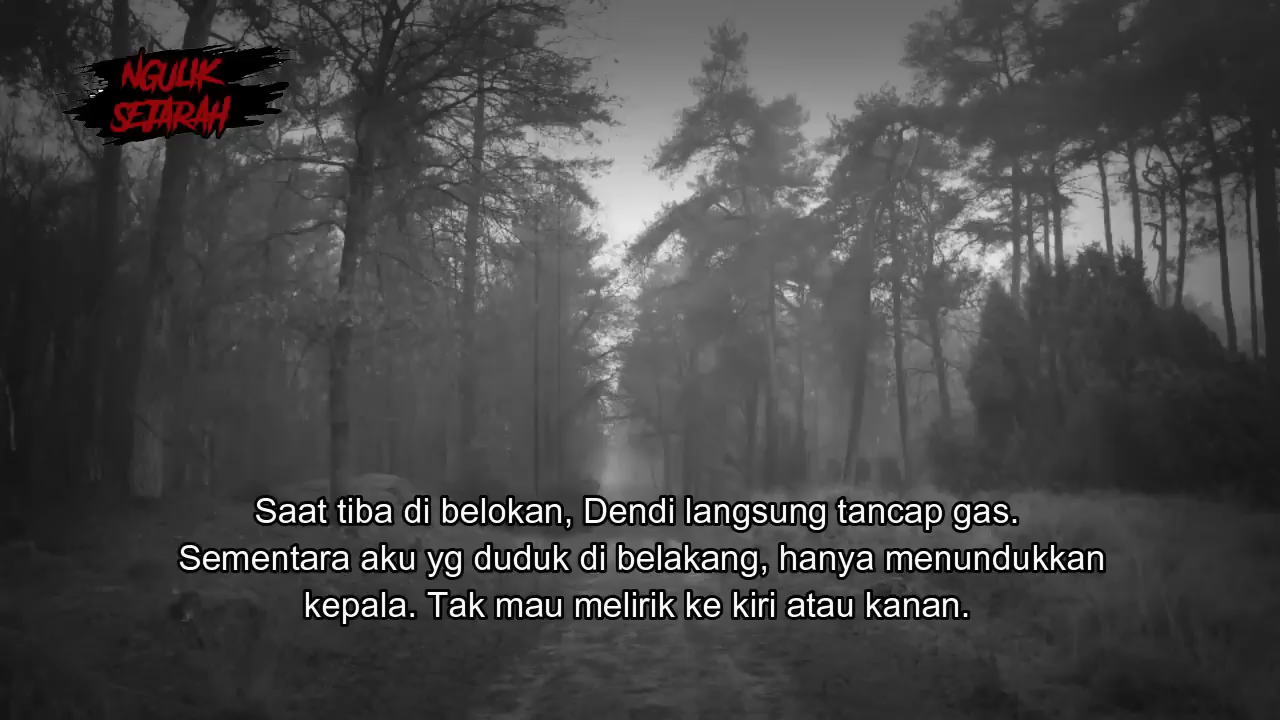 NGULIK
SEJARAH
Saat tiba di belokan, Dendi langsung tancap gas.
Sementara aku yg duduk di belakang, hanya menundukkan
kepala. Tak mau melirik ke kiri atau kanan.